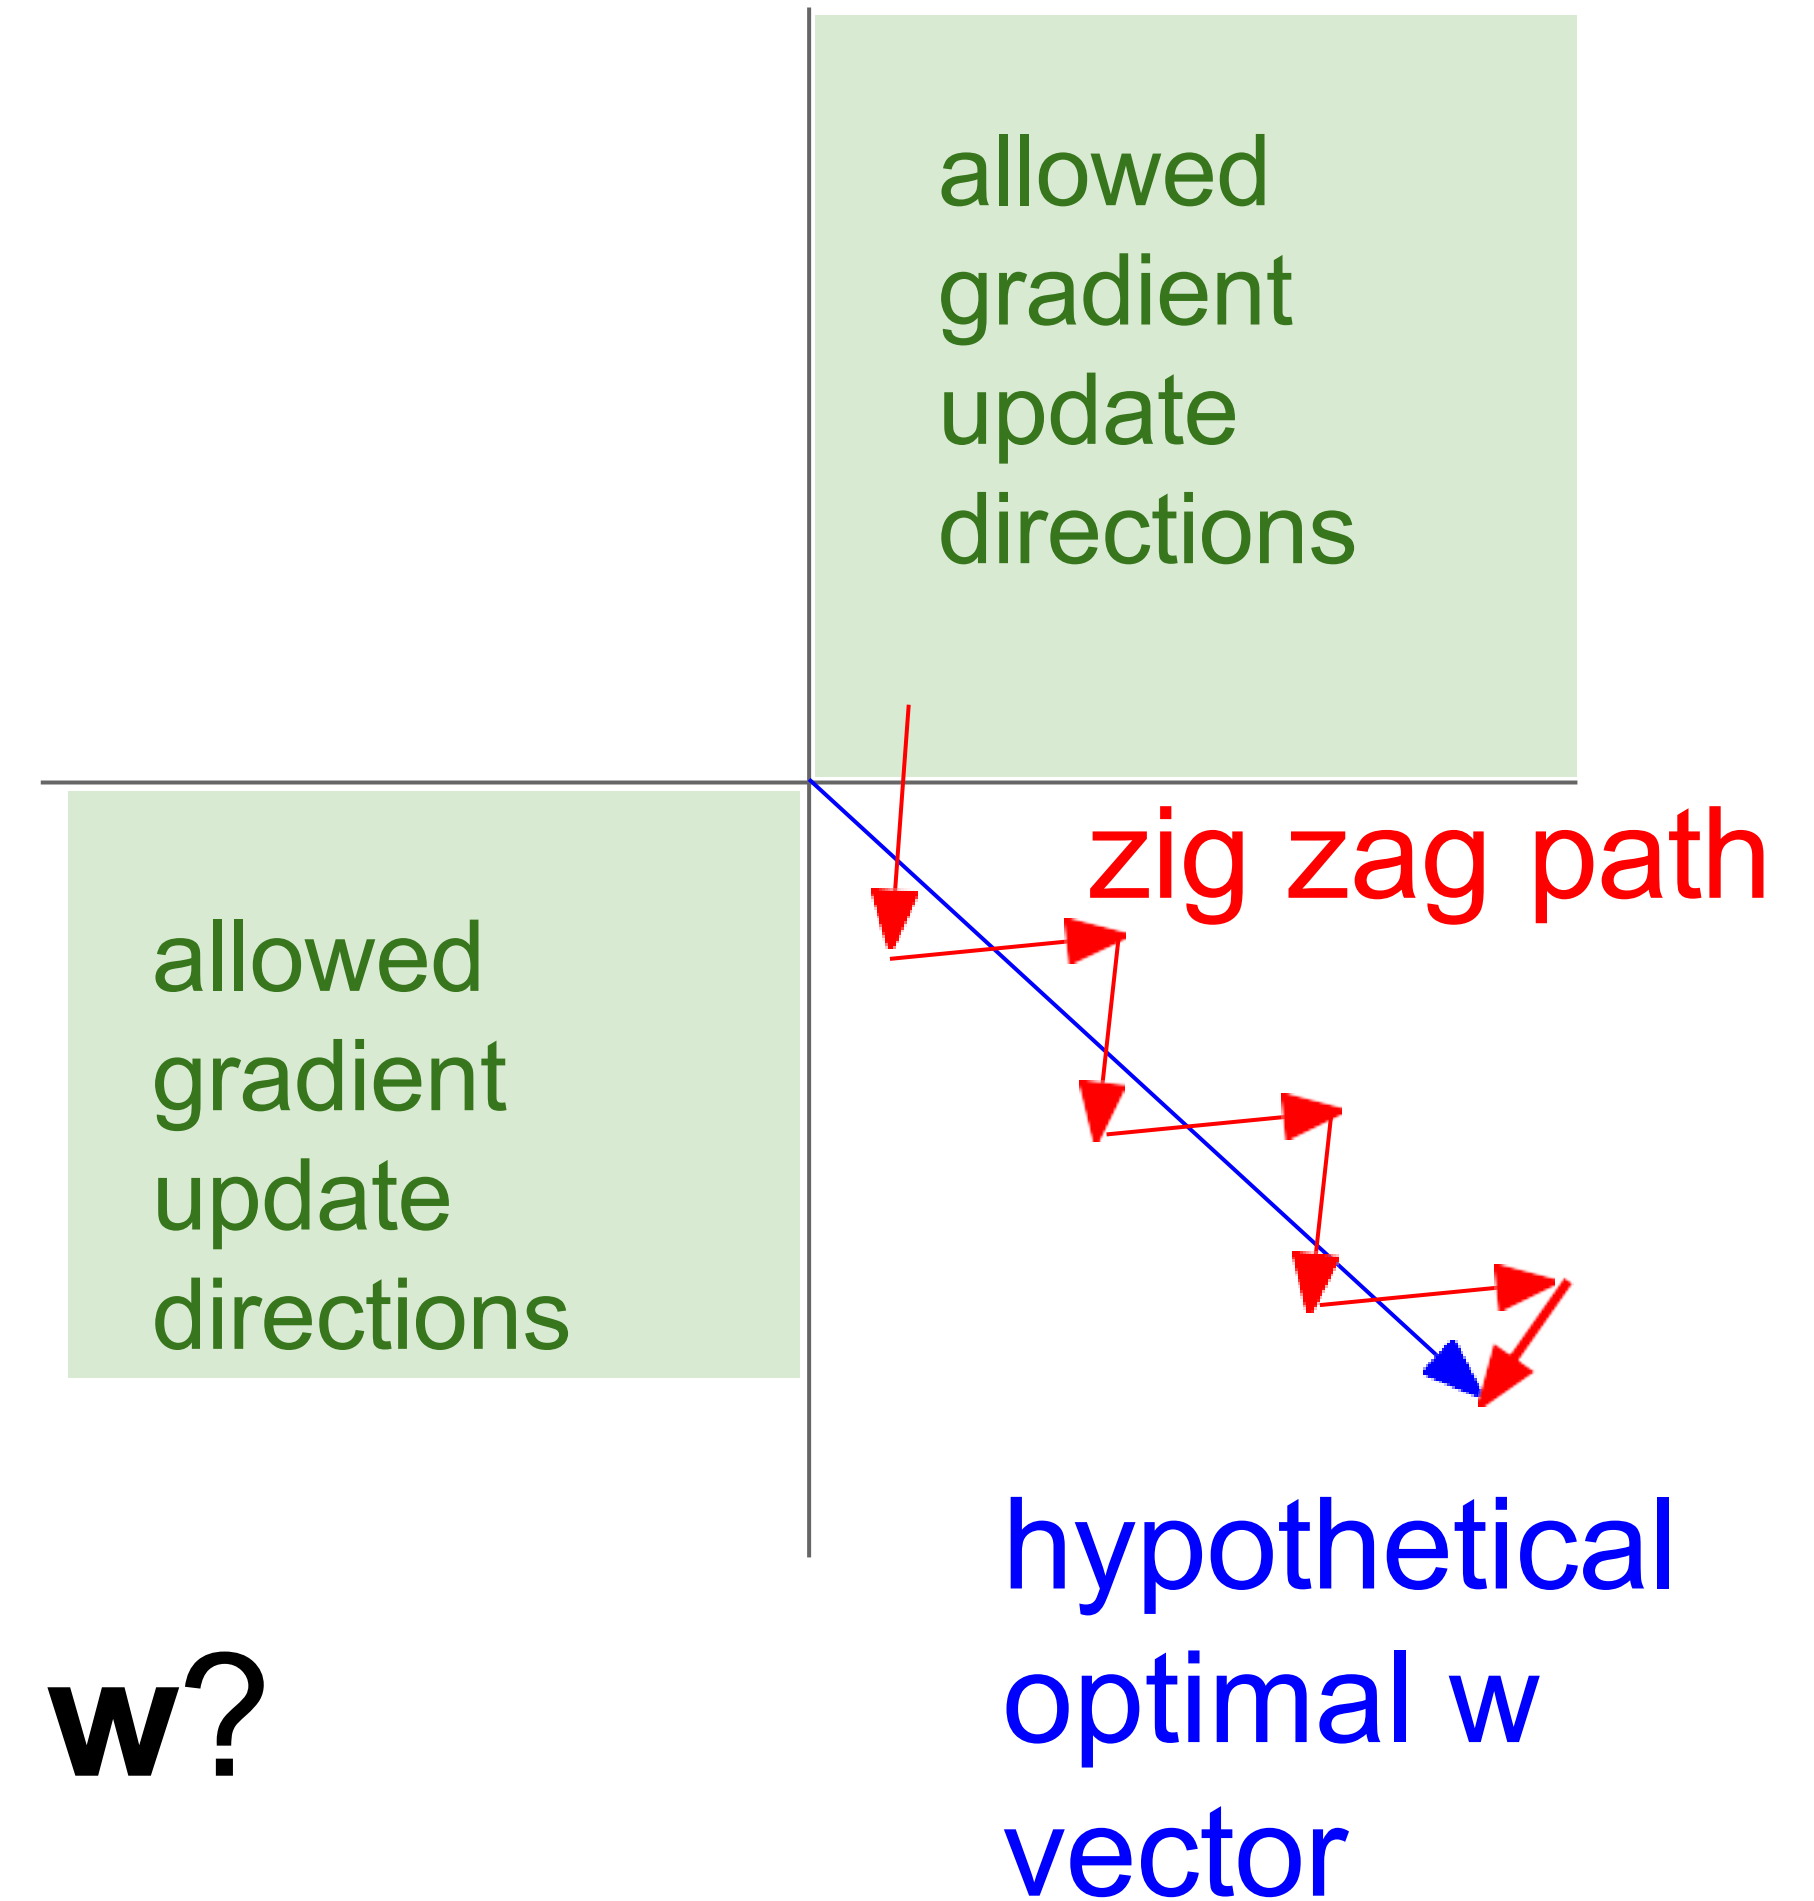 allowed
gradient
update
directions
zig zag path
allowed
gradient
update
directions
hypothetical
optimal w
vector
w?